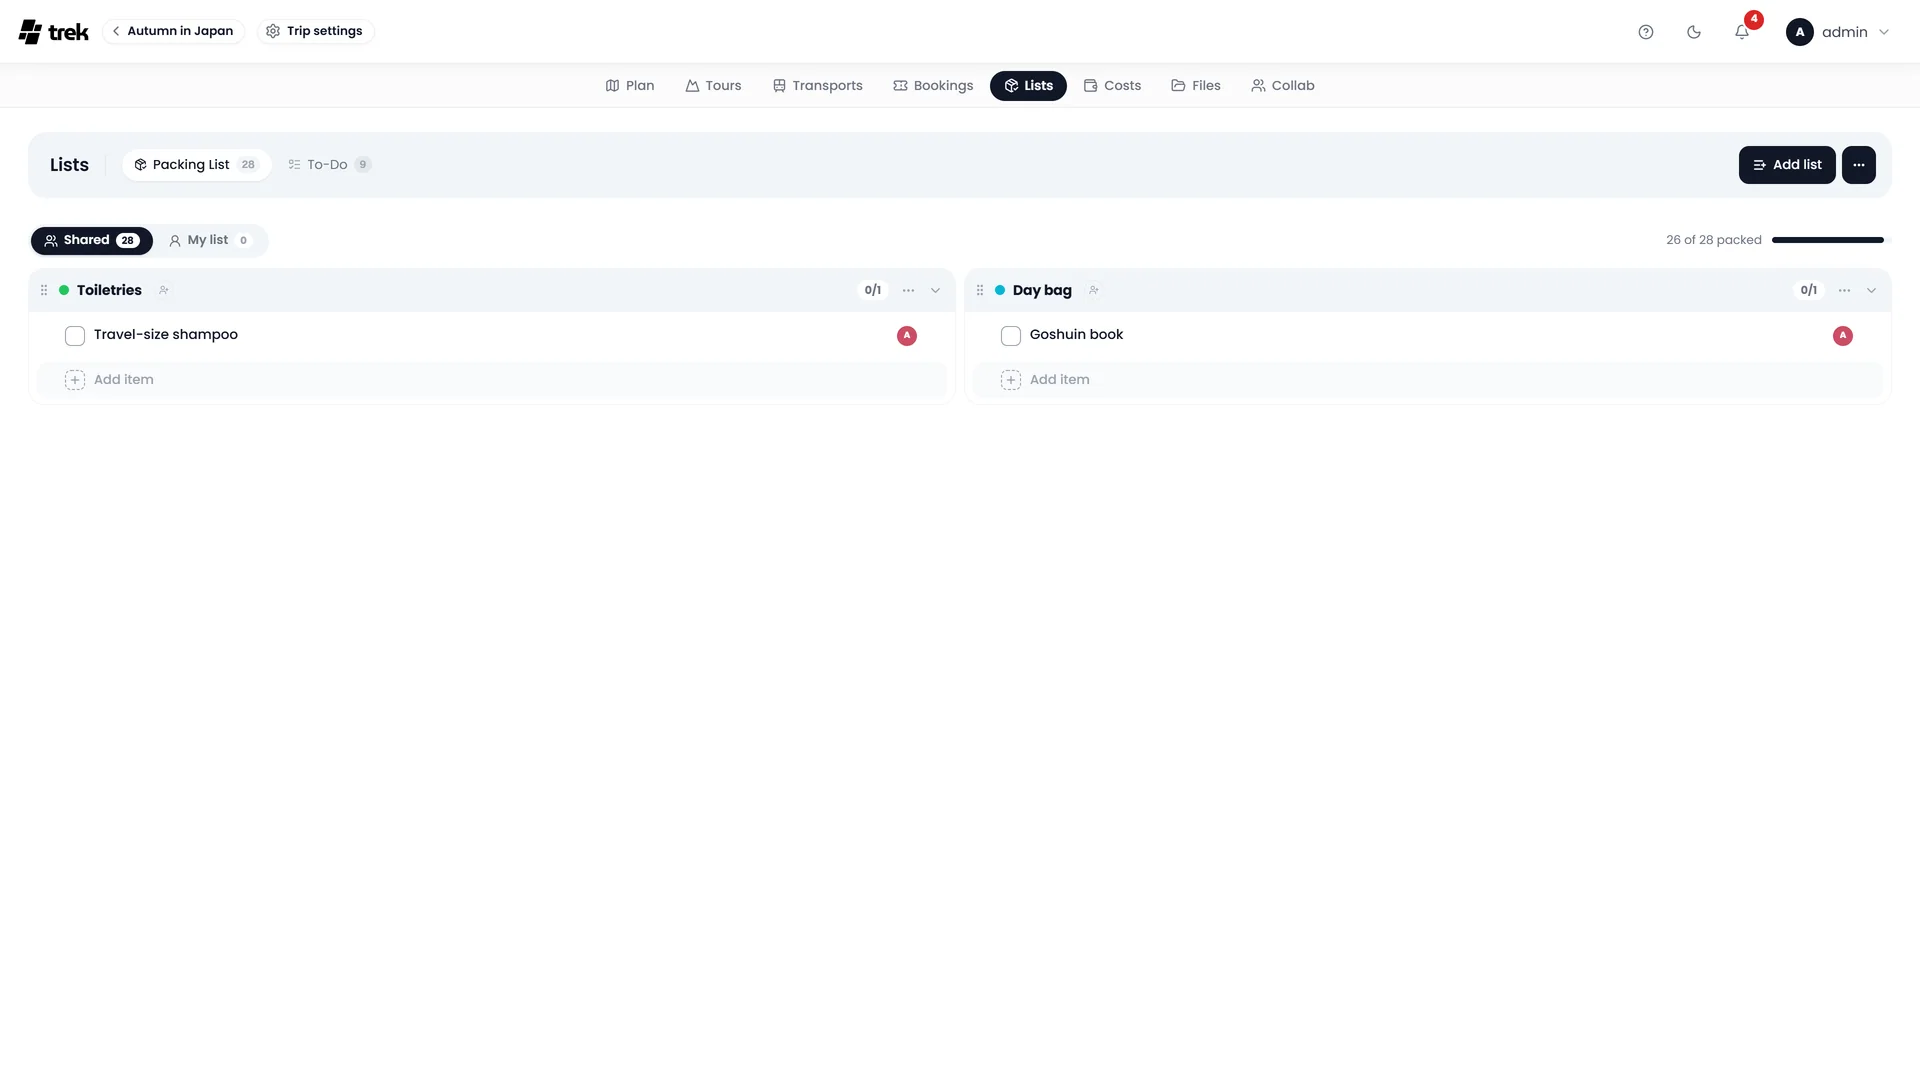 trek
Autumn in Japan
Trip settings
4
A
admin
Plan
Tours
Transports
Bookings
Lists
Costs
Files
Collab
Lists
Packing List 28
To-Do 9
Add list
Shared 28
My list 0
26 of 28 packed
Toiletries
0/1
Travel-size shampoo
A
Add item
Day bag
0/1
Goshuin book
A
Add item